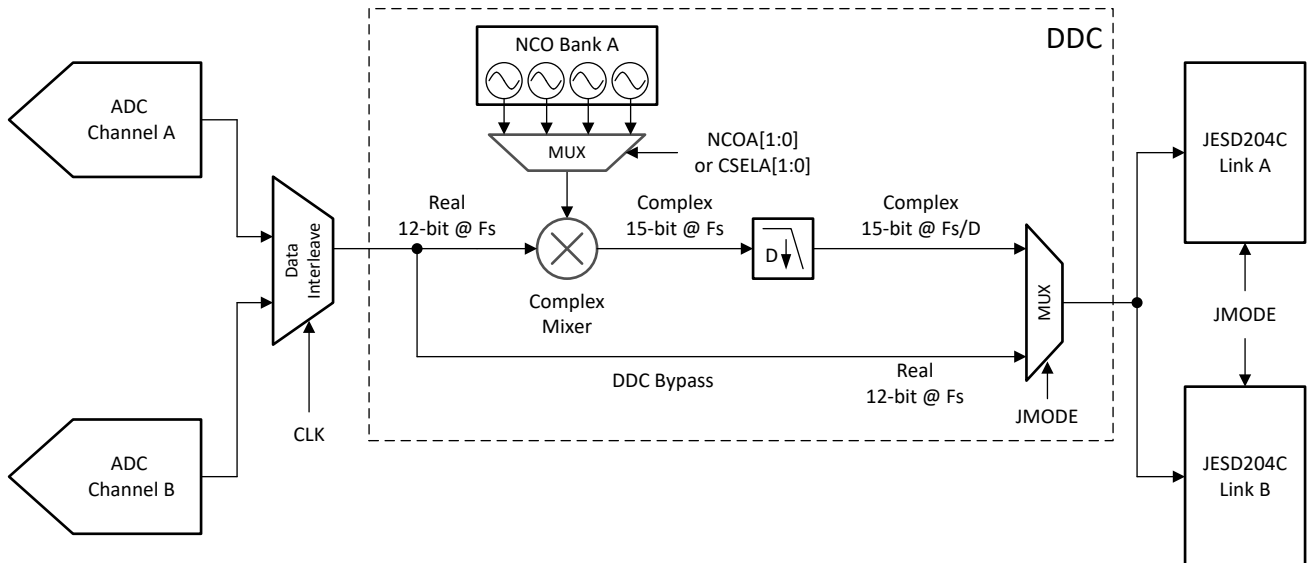 DDC
NCO Bank A
ADC
Channel A
MUX
NCOA[1:0]
or CSELA[1:0]
JESD204C
Link A
Real
12-bit @ Fs
Complex
15-bit @ Fs
Complex
15-bit @ Fs/D
Data
Interleave
D
MUX
Complex
Mixer
JMODE
DDC Bypass
Real
12-bit @ Fs
CLK
JMODE
ADC
Channel B
JESD204C
Link B